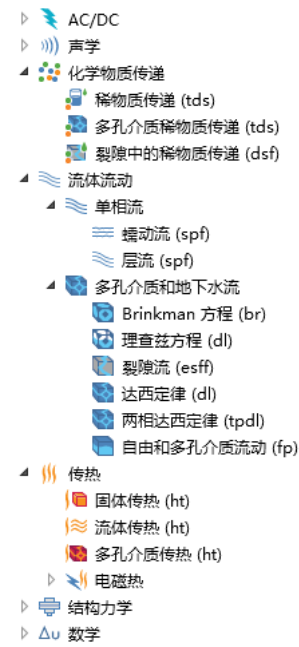 AC/DC
声学
化学物质传递
稀物质传递 (tds)
多孔介质稀物质传递 (tds)
裂隙中的稀物质传递 (dsf)
流体流动
单相流
蠕动流 (spf)
层流 (spf)
多孔介质和地下水流
Brinkman 方程 (br)
理查兹方程 (dl)
裂隙流 (esff)
达西定律 (dl)
两相达西定律 (tpdl)
自由和多孔介质流动 (fp)
传热
固体传热 (ht)
流体传热 (ht)
多孔介质传热 (ht)
电磁热
结构力学
Δu 数学